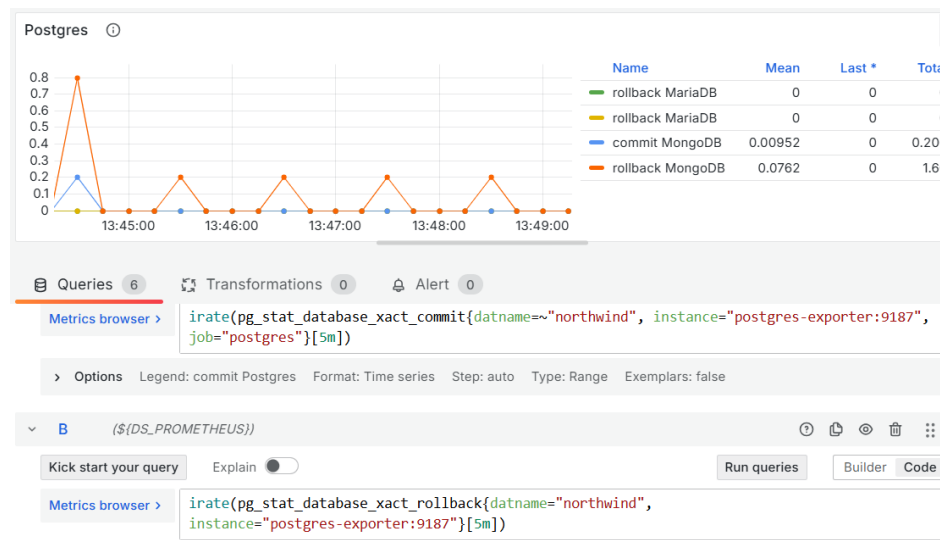 Postgres
0.8
0.7
0.6
0.5
0.4
0.3
0.2
0.1
0
13:45:00 13:46:00 13:47:00 13:48:00 13:49:00
Name Mean Last * Tota
rollback MariaDB 0 0
rollback MariaDB 0 0
commit MongoDB 0.00952 0 0.20
rollback MongoDB 0.0762 0 1.6
Queries 6 Transformations 0 Alert 0
Metrics browser > irate(pg_stat_database_xact_commit{datname=~"northwind", instance="postgres-exporter:9187",
job="postgres"}[5m])
> Options Legend: commit Postgres Format: Time series Step: auto Type: Range Exemplars: false
B (${DS_PROMETHEUS})
Kick start your query Explain Run queries Builder Code
Metrics browser > irate(pg_stat_database_xact_rollback{datname="northwind",
instance="postgres-exporter:9187"}[5m])